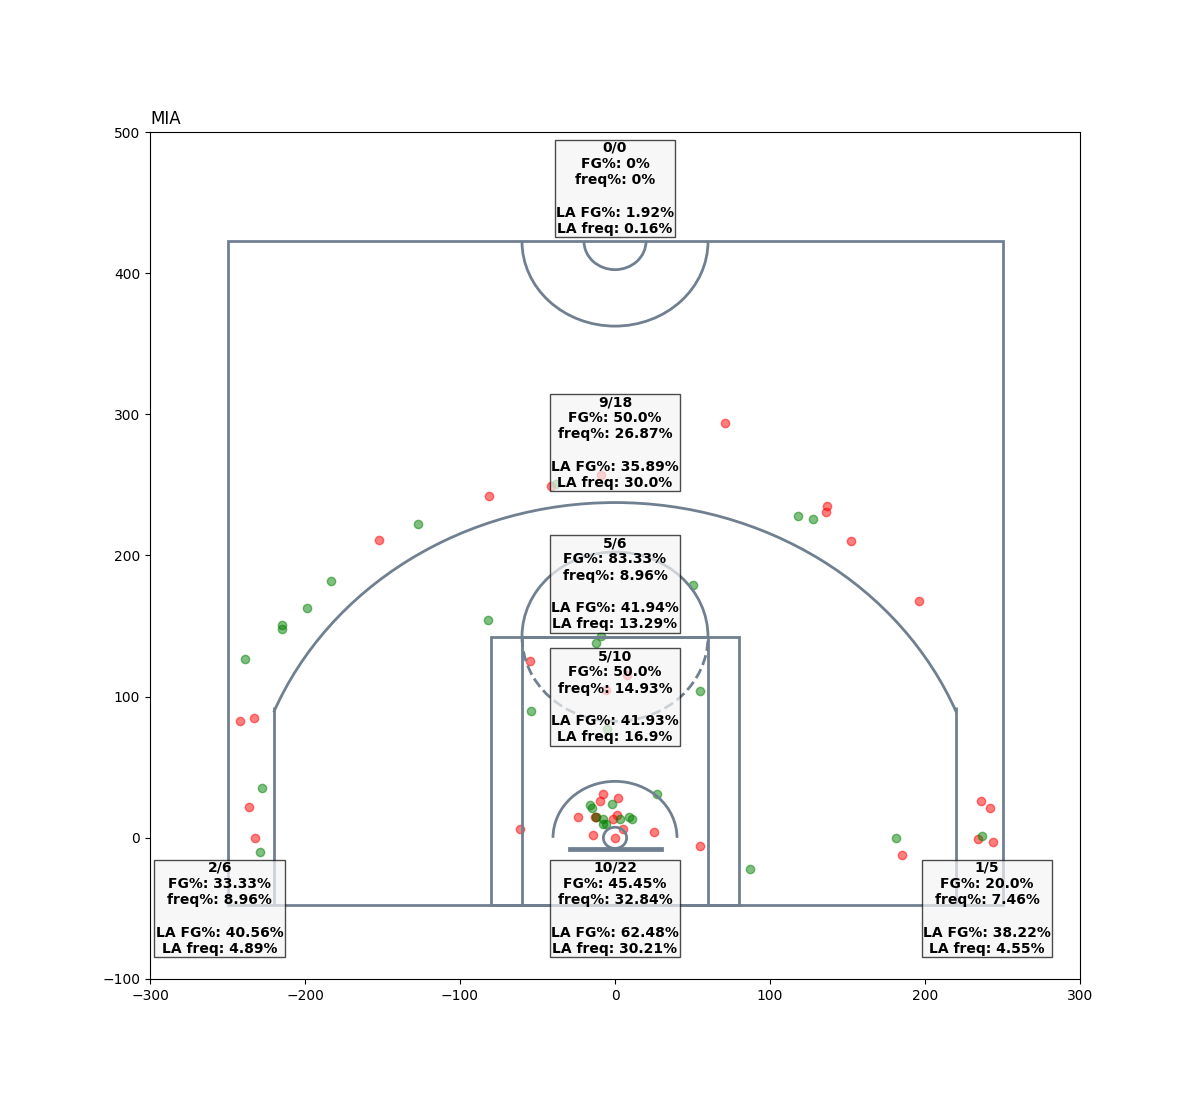 MIA
500
400
300
200
100
0
−100
−300
−200
−100
0
100
200
300
0/0
FG%: 0%
freq%: 0%
LA FG%: 1.92%
LA freq: 0.16%
9/18
FG%: 50.0%
freq%: 26.87%
LA FG%: 35.89%
LA freq: 30.0%
5/6
FG%: 83.33%
freq%: 8.96%
LA FG%: 41.94%
LA freq: 13.29%
5/10
FG%: 50.0%
freq%: 14.93%
LA FG%: 41.93%
LA freq: 16.9%
2/6
FG%: 33.33%
freq%: 8.96%
LA FG%: 40.56%
LA freq: 4.89%
10/22
FG%: 45.45%
freq%: 32.84%
LA FG%: 62.48%
LA freq: 30.21%
1/5
FG%: 20.0%
freq%: 7.46%
LA FG%: 38.22%
LA freq: 4.55%